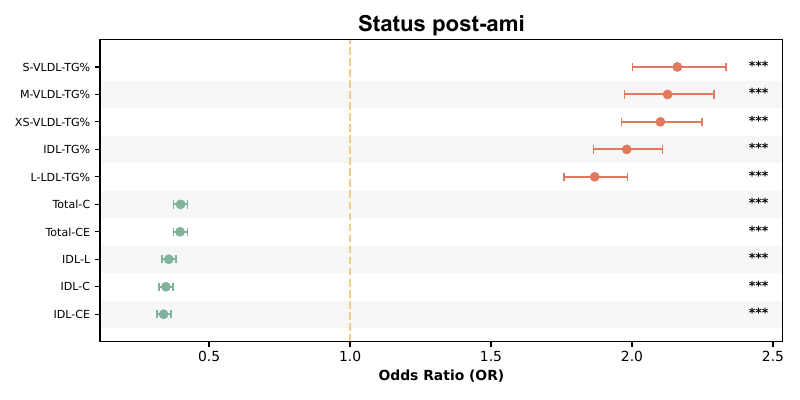 Status post-ami
S-VLDL-TG% ***
M-VLDL-TG% ***
XS-VLDL-TG% ***
IDL-TG% ***
L-LDL-TG% ***
Total-C ***
Total-CE ***
IDL-L ***
IDL-C ***
IDL-CE ***
0.5 1.0 1.5 2.0 2.5
Odds Ratio (OR)